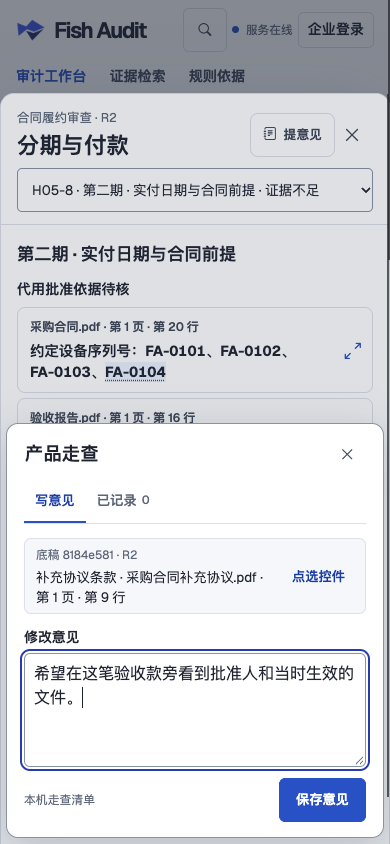 Fish Audit
服务在线
企业登录
审计工作台 证据检索 规则依据
合同履约审查 · R2
分期与付款
提意见
H05-8 · 第二期 · 实付日期与合同前提 · 证据不足
第二期 · 实付日期与合同前提
代用批准依据待核
采购合同.pdf · 第 1 页 · 第 20 行
约定设备序列号：FA-0101、FA-0102、
FA-0103、FA-0104
验收报告.pdf · 第 1 页 · 第 16 行
产品走查
写意见 已记录 0
底稿 8184e581 · R2
补充协议条款 · 采购合同补充协议.pdf ·
第 1 页 · 第 9 行
点选控件
修改意见
希望在这笔验收款旁看到批准人和当时生效的
文件。
本机走查清单
保存意见